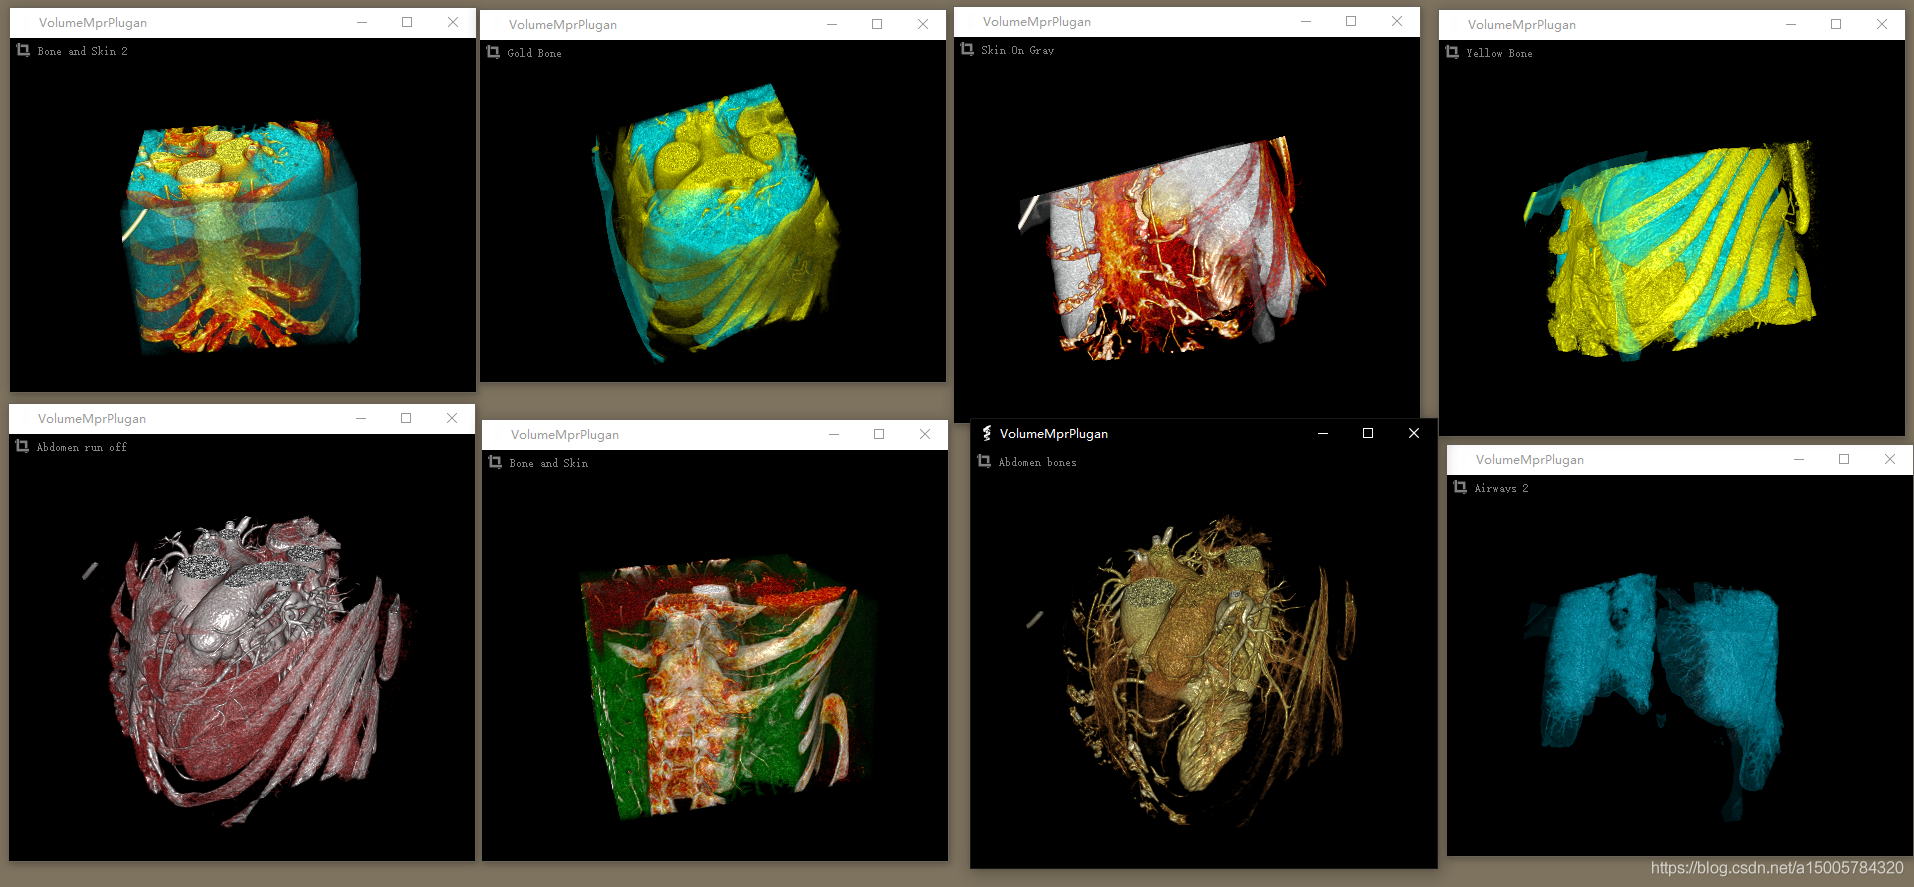 VolumeMprPlugan
Bone and Skin 2
VolumeMprPlugan
Gold Bone
VolumeMprPlugan
Skin On Gray
VolumeMprPlugan
Yellow Bone
VolumeMprPlugan
Abdomen run off
VolumeMprPlugan
Bone and Skin
VolumeMprPlugan
Abdomen bones
VolumeMprPlugan
Airways 2
https://blog.csdn.net/a15005784320